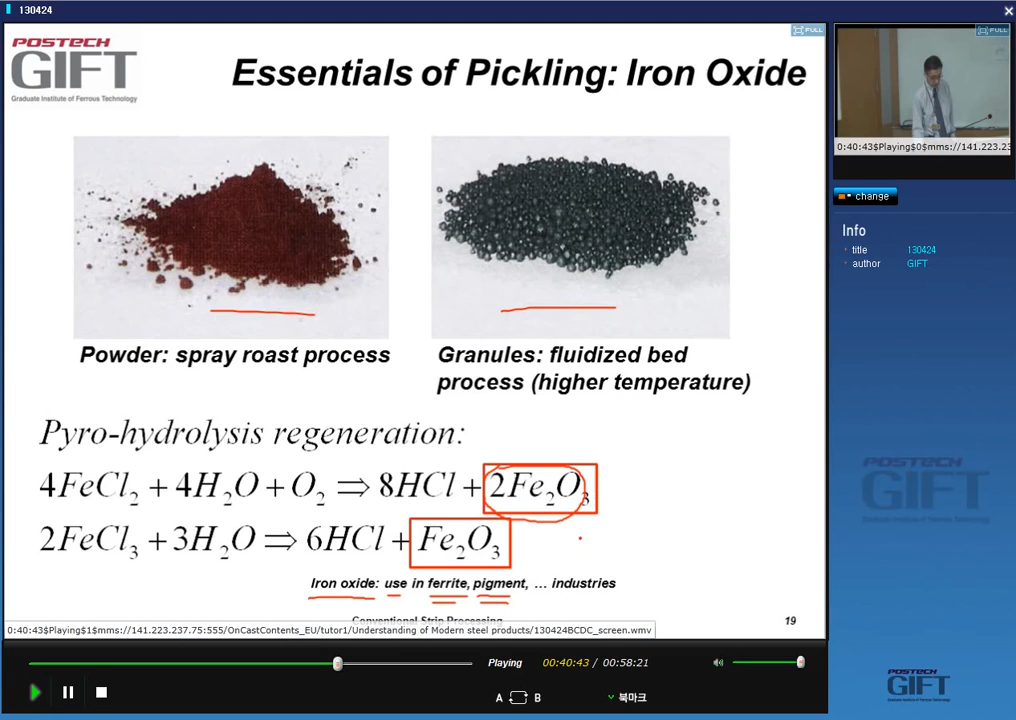 130424
FULL
POSTECH
GIFT
Graduate Institute of Ferrous Technology
Essentials of Pickling: Iron Oxide
Powder: spray roast process
Granules: fluidized bed
process (higher temperature)
Pyro-hydrolysis regeneration:
4FeCl₂ + 4H₂O + O₂ ⇒ 8HCl + 2Fe₂O₃
2FeCl₃ + 3H₂O ⇒ 6HCl + Fe₂O₃
Iron oxide: use in ferrite, pigment, ... industries
Conventional Strip Processing
19
0:40:43$Playing$1$mms://141.223.237.75:555/OnCastContents_EU/tutor1/Understanding of Modern steel products/130424BCDC_screen.wmv
Playing
00:40:43 / 00:58:21
A B
북마크
FULL
0:40:43$Playing$0$mms://141.223.23
change
Info
title 130424
author GIFT
POSTECH
GIFT
POSTECH
GIFT